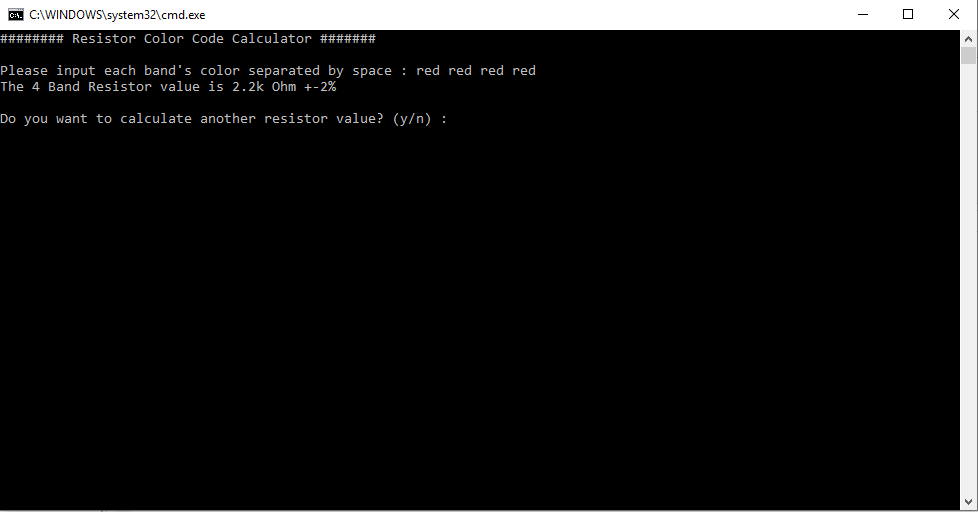 C:\WINDOWS\system32\cmd.exe
######## Resistor Color Code Calculator #######
Please input each band's color separated by space : red red red red
The 4 Band Resistor value is 2.2k Ohm +-2%
Do you want to calculate another resistor value? (y/n) :